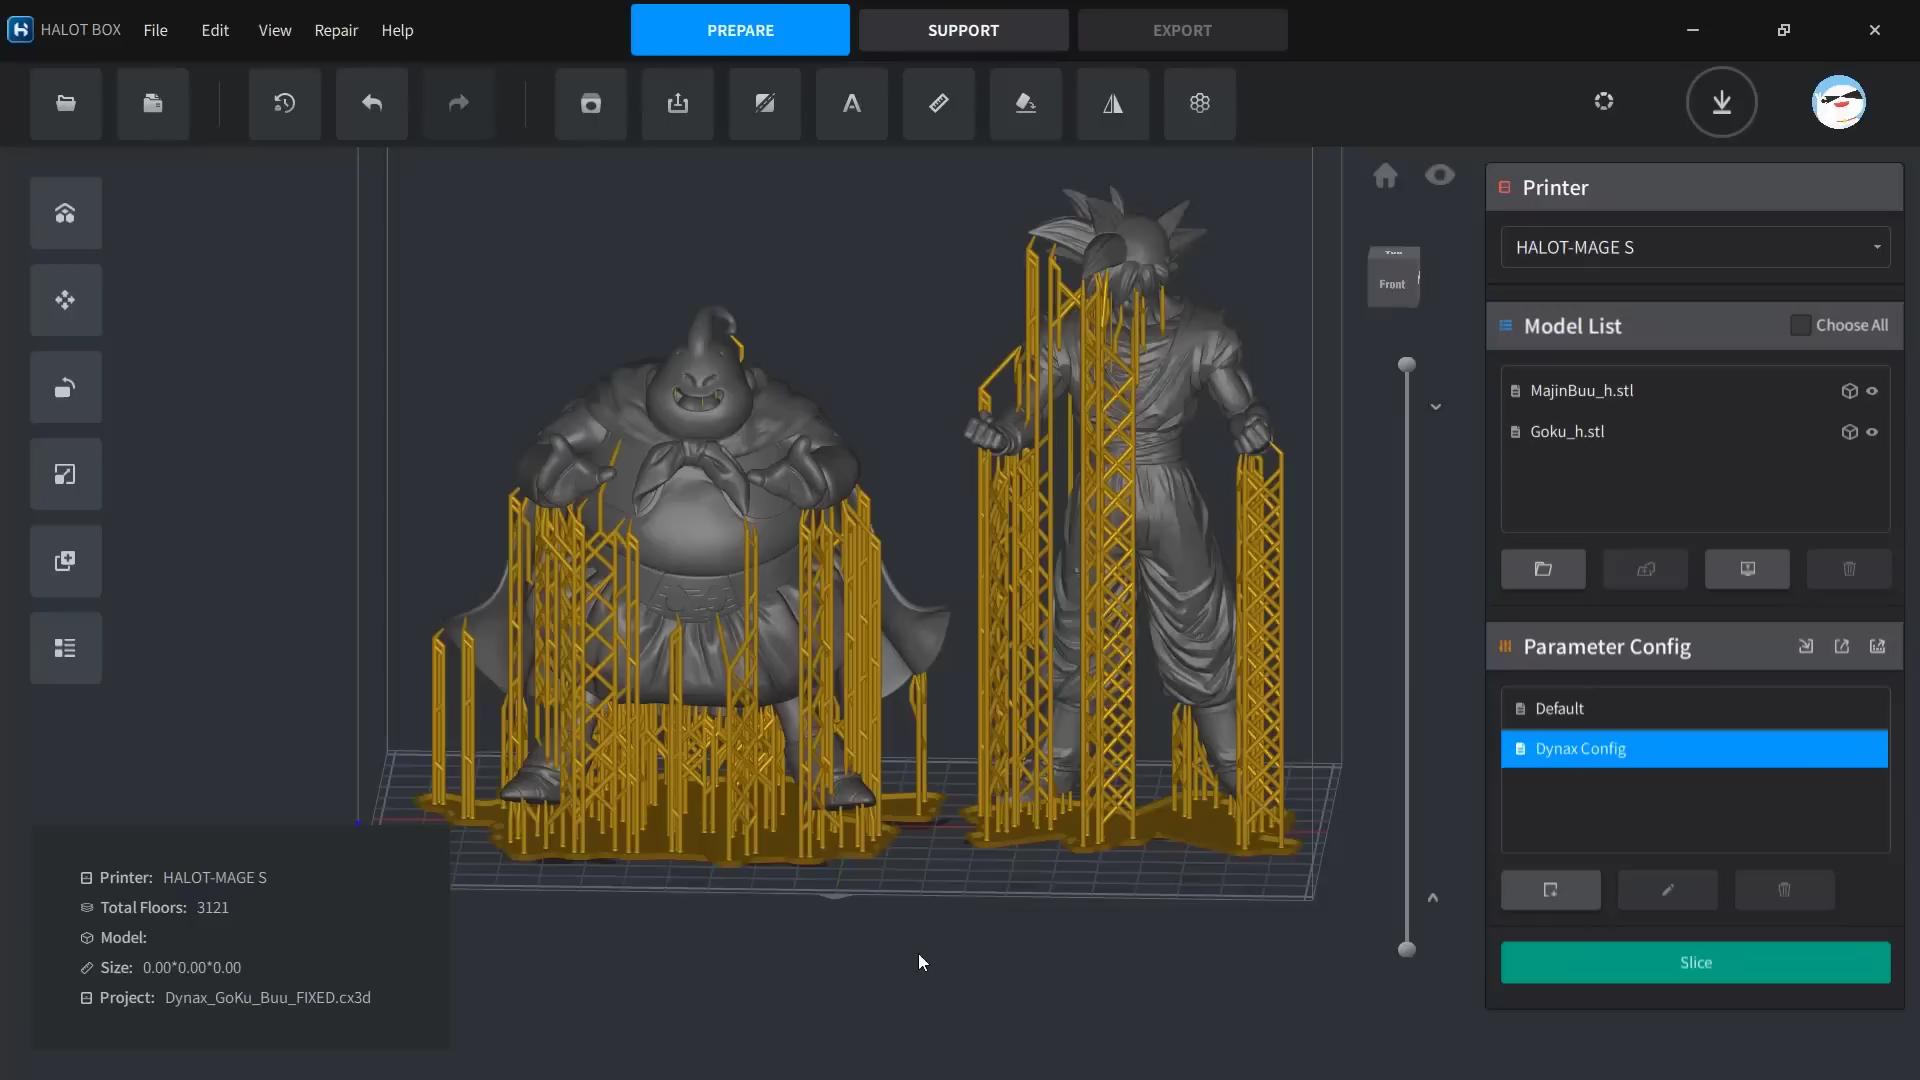 HALOT BOX File Edit View Repair Help PREPARE SUPPORT EXPORT
Top
Front
Printer
HALOT-MAGE S
Model List Choose All
MajinBuu_h.stl
Goku_h.stl
Parameter Config
Default
Dynax Config
Slice
Printer: HALOT-MAGE S
Total Floors: 3121
Model:
Size: 0.00*0.00*0.00
Project: Dynax_GoKu_Buu_FIXED.cx3d